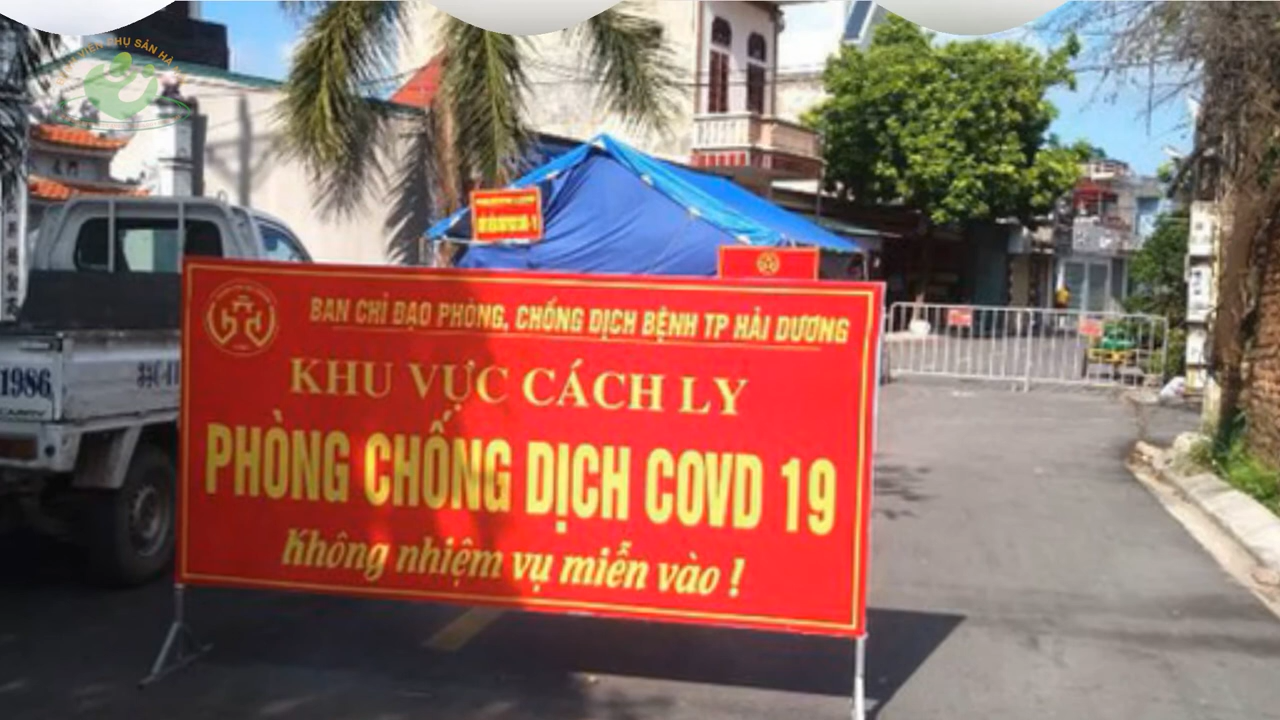 BAN CHỈ ĐẠO PHÒNG, CHỐNG DỊCH BỆNH TP HẢI DƯƠNG
KHU VỰC CÁCH LY
PHÒNG CHỐNG DỊCH COVD 19
Không nhiệm vụ miễn vào !
1986